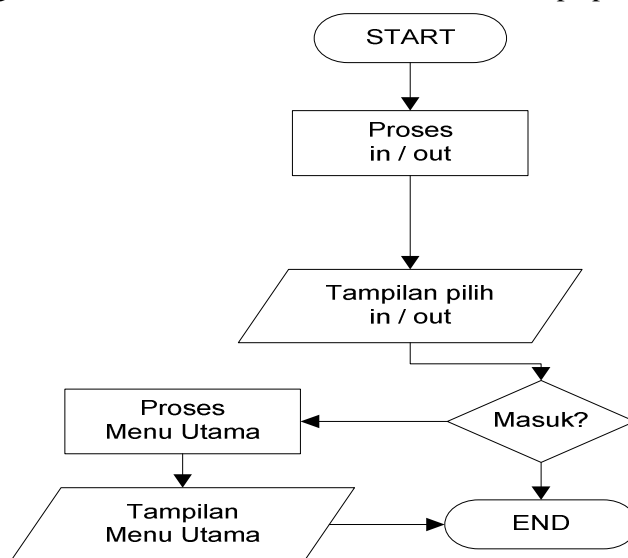 START
Proses
in / out
Tampilan pilih
in / out
Masuk?
Proses
Menu Utama
Tampilan
Menu Utama
END